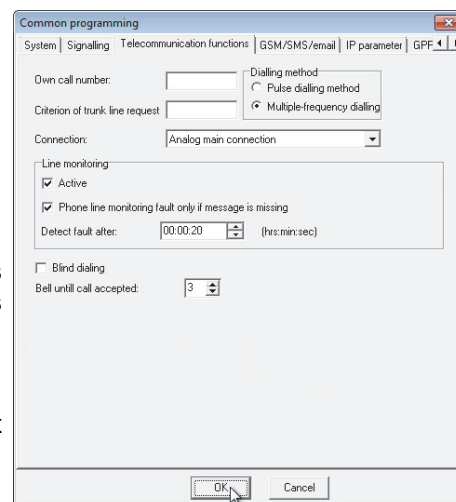 Common programming
System Signalling Telecommunication functions GSM/SMS/email IP parameter
Own call number:
Dialling method
Pulse dialling method
Multiple-frequency dialling
Criterion of trunk line request
Connection: Analog main connection
Line monitoring
Active
Phone line monitoring fault only if message is missing
Detect fault after: 00:00:20 (hrs:min:sec)
Blind dialing
Bell untill call accepted: 3
OK Cancel